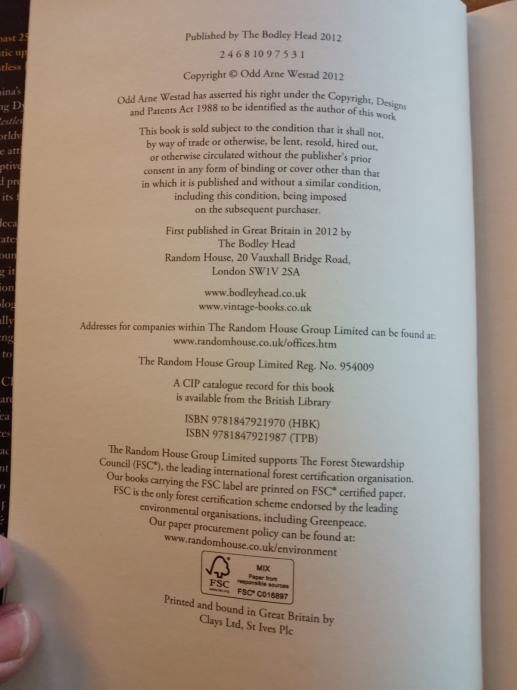 Published by The Bodley Head 2012
2 4 6 8 10 9 7 5 3 1
Copyright © Odd Arne Westad 2012
Odd Arne Westad has asserted his right under the Copyright, Designs
and Patents Act 1988 to be identified as the author of this work
This book is sold subject to the condition that it shall not,
by way of trade or otherwise, be lent, resold, hired out,
or otherwise circulated without the publisher's prior
consent in any form of binding or cover other than that
in which it is published and without a similar condition,
including this condition, being imposed
on the subsequent purchaser.
First published in Great Britain in 2012 by
The Bodley Head
Random House, 20 Vauxhall Bridge Road,
London SW1V 2SA
www.bodleyhead.co.uk
www.vintage-books.co.uk
Addresses for companies within The Random House Group Limited can be found at:
www.randomhouse.co.uk/offices.htm
The Random House Group Limited Reg. No. 954009
A CIP catalogue record for this book
is available from the British Library
ISBN 9781847921970 (HBK)
ISBN 9781847921987 (TPB)
The Random House Group Limited supports The Forest Stewardship
Council (FSC®), the leading international forest certification organisation.
Our books carrying the FSC label are printed on FSC® certified paper.
FSC is the only forest certification scheme endorsed by the leading
environmental organisations, including Greenpeace.
Our paper procurement policy can be found at:
www.randomhouse.co.uk/environment
FSC
www.fsc.org
MIX
Paper from
responsible sources
FSC® C016897
Printed and bound in Great Britain by
Clays Ltd, St Ives Plc